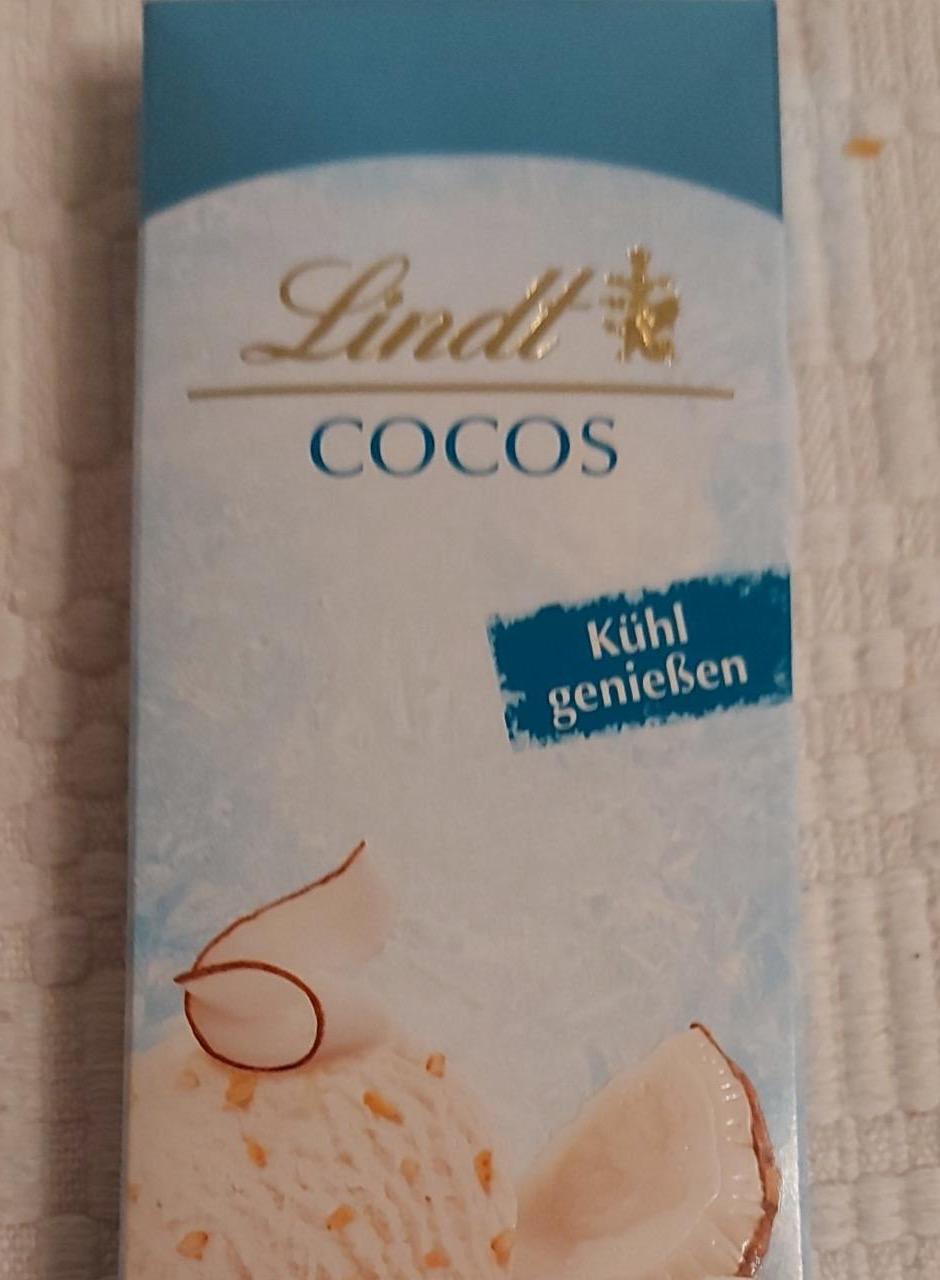 Lindt
COCOS
Kühl
genießen